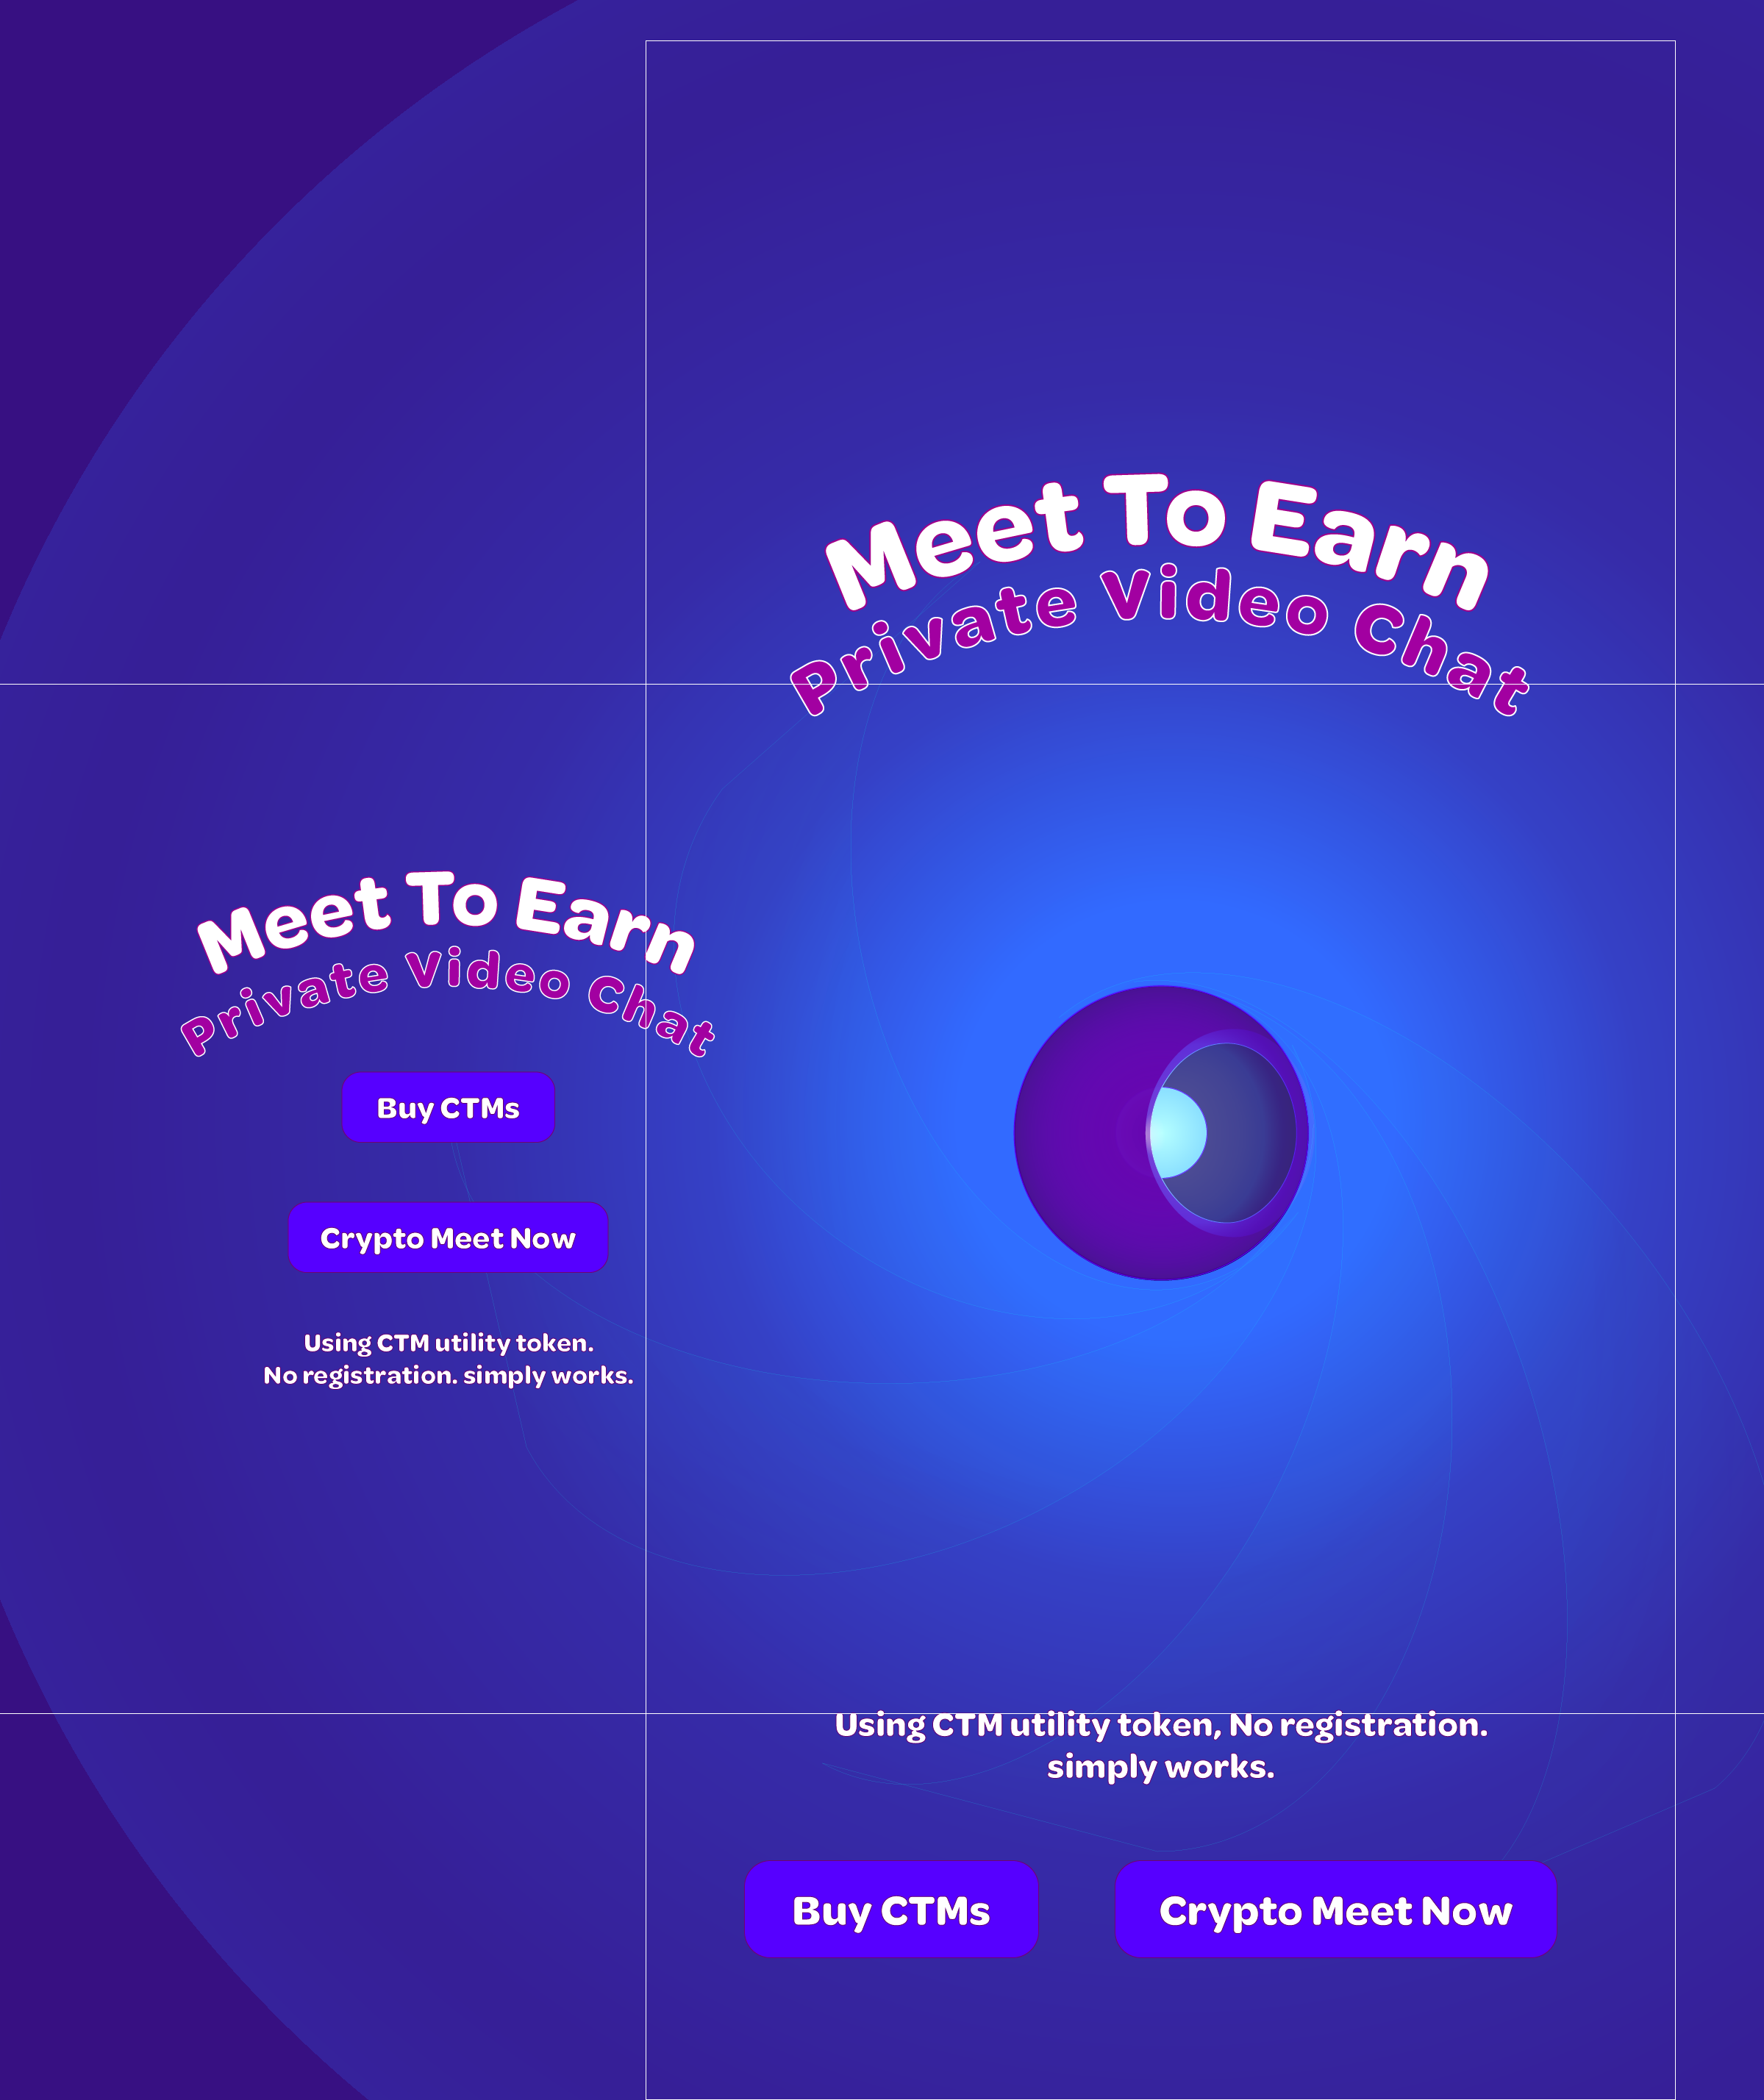 Meet To Earn
Private Video Chat
Meet To Earn
Private Video Chat
Buy CTMs
Crypto Meet Now
Using CTM utility token.
No registration. simply works.
Using CTM utility token, No registration.
simply works.
Buy CTMs
Crypto Meet Now